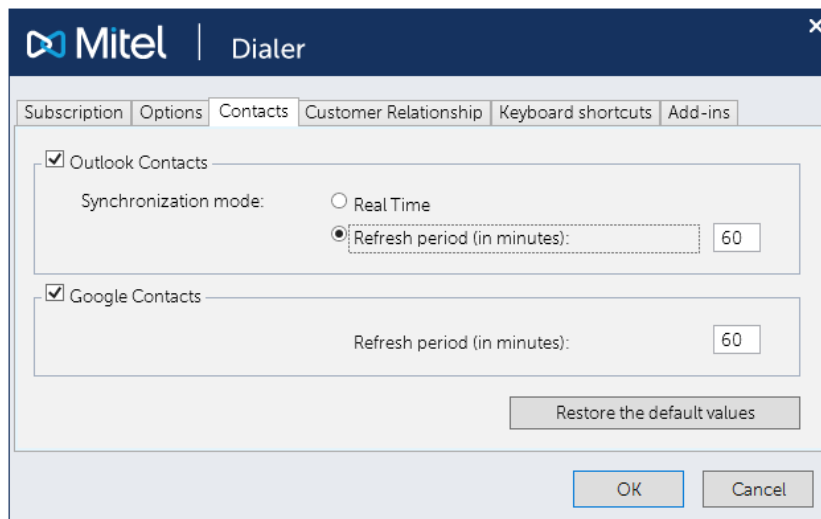 Mitel | Dialer
Subscription Options Contacts Customer Relationship Keyboard shortcuts Add-ins
Outlook Contacts
Synchronization mode: Real Time
Refresh period (in minutes): 60
Google Contacts
Refresh period (in minutes): 60
Restore the default values
OK Cancel